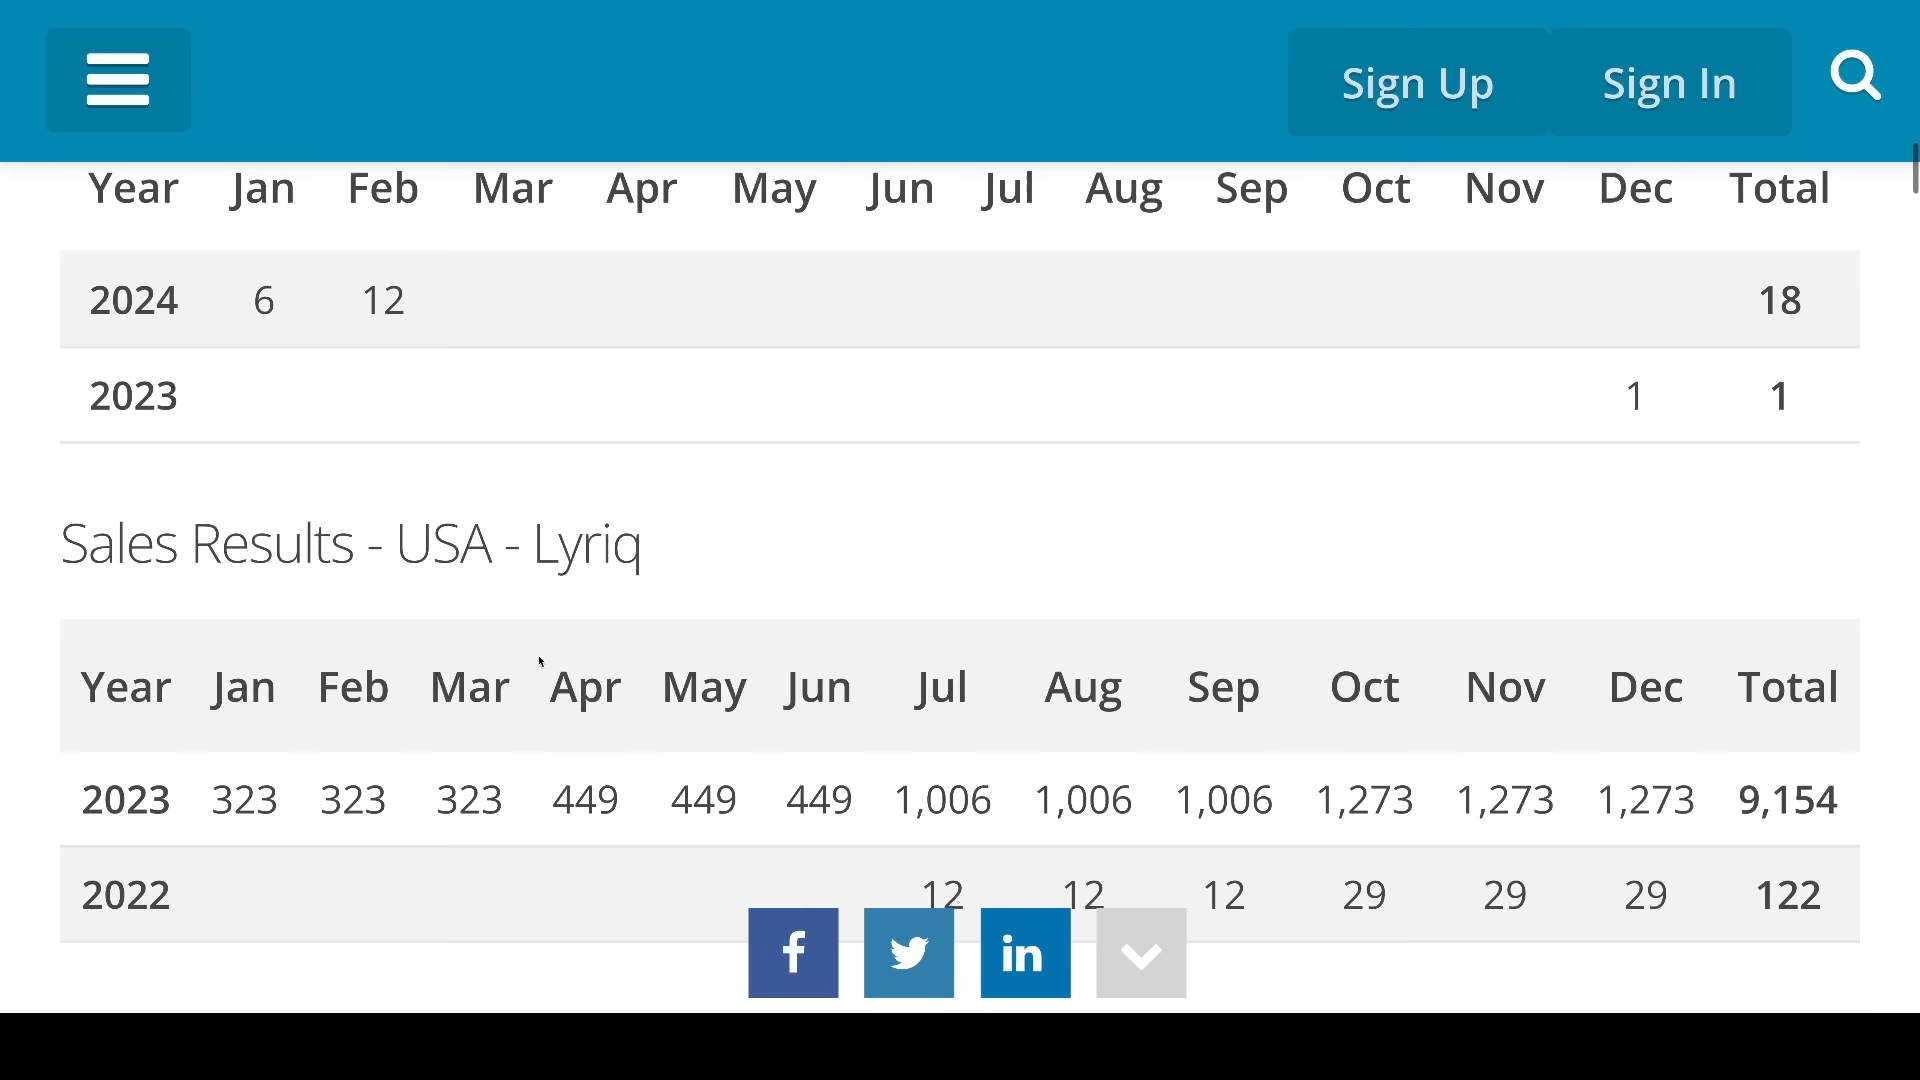 Sign Up Sign In
Year Jan Feb Mar Apr May Jun Jul Aug Sep Oct Nov Dec Total
2024 6 12 18
2023 1 1
Sales Results - USA - Lyriq
Year Jan Feb Mar Apr May Jun Jul Aug Sep Oct Nov Dec Total
2023 323 323 323 449 449 449 1,006 1,006 1,006 1,273 1,273 1,273 9,154
2022 12 12 12 29 29 29 122
f in